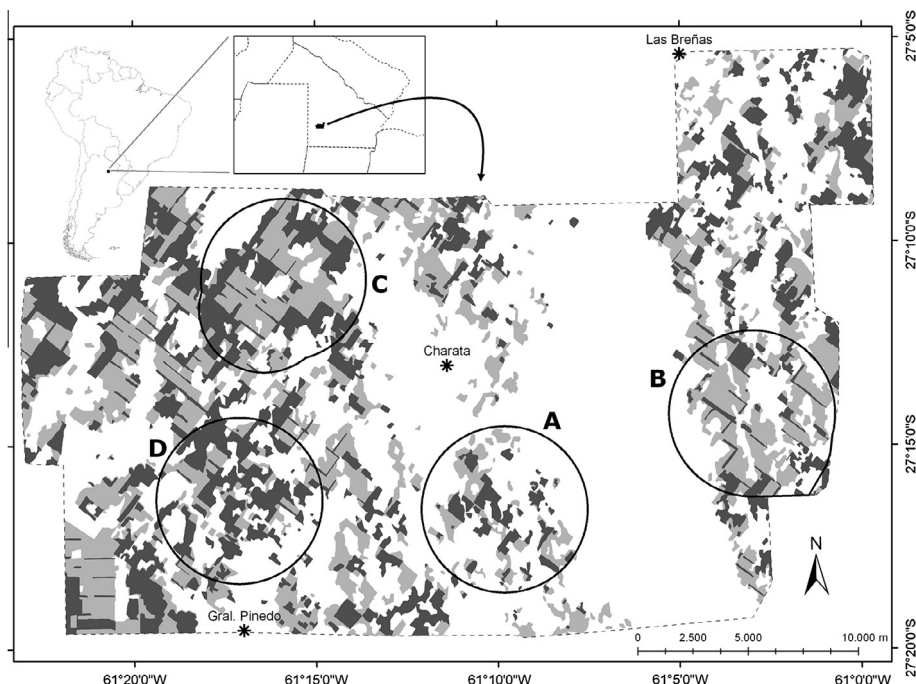 Las Breñas
27°5'0"S
27°10'0"S
C
Charata
B
A
D
27°15'0"S
N
Gral. Pinedo
0 2.500 5.000 10.000 m
27°20'0"S
61°20'0"W 61°15'0"W 61°10'0"W 61°5'0"W 61°0'0"W